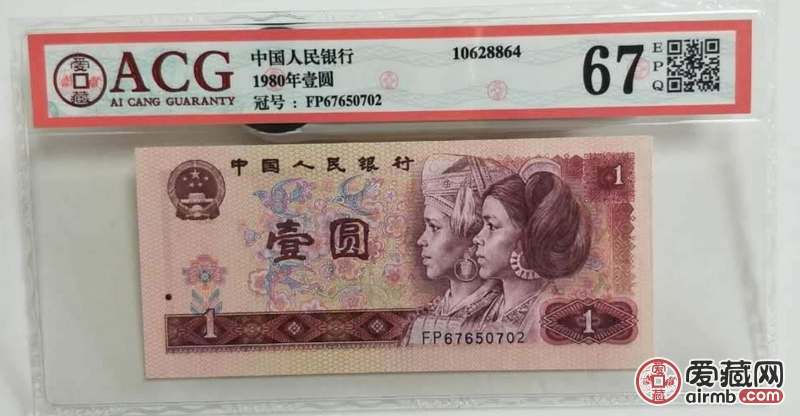 爱藏 ACG
AI CANG GUARANTY
中国人民银行 10628864
1980年壹圆
冠号 : FP67650702
67 EPQ
中国人民银行
1
壹圆
1 FP67650702 1
爱藏网
airmb.com